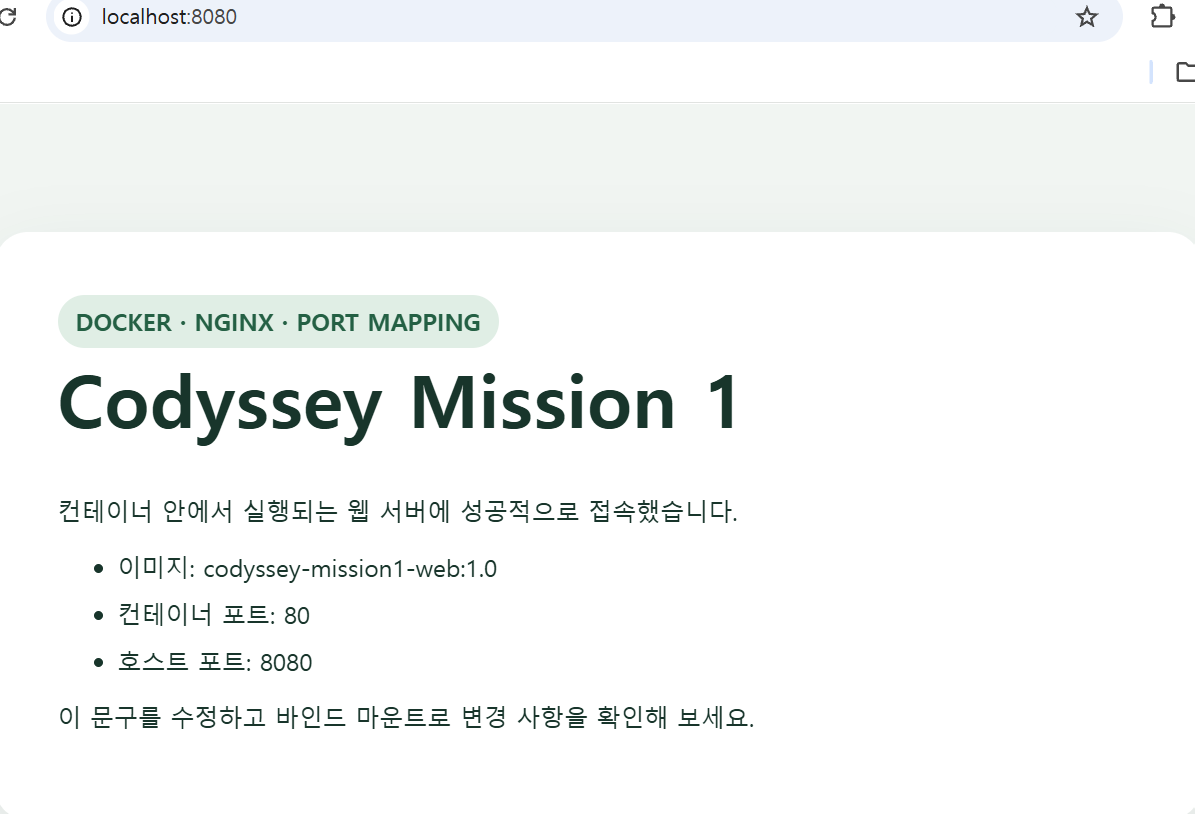 localhost:8080
DOCKER · NGINX · PORT MAPPING
Codyssey Mission 1
컨테이너 안에서 실행되는 웹 서버에 성공적으로 접속했습니다.
• 이미지: codyssey-mission1-web:1.0
• 컨테이너 포트: 80
• 호스트 포트: 8080
이 문구를 수정하고 바인드 마운트로 변경 사항을 확인해 보세요.